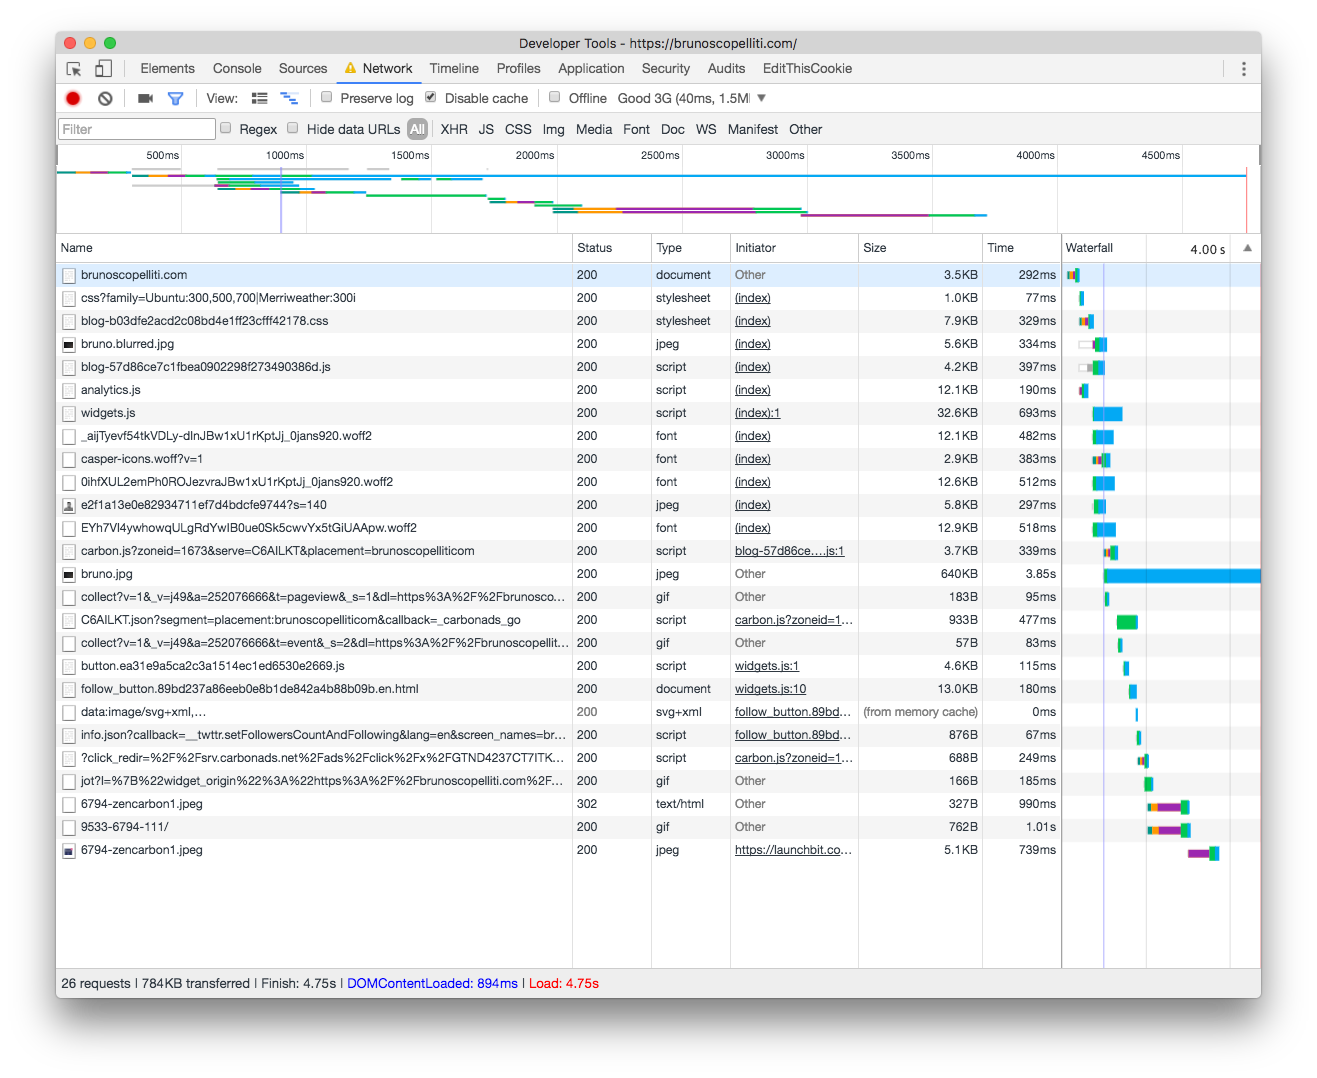 Developer Tools - https://brunoscopelliti.com/
Elements Console Sources Network Timeline Profiles Application Security Audits EditThisCookie
View: Preserve log Disable cache Offline Good 3G (40ms, 1.5M
Filter Regex Hide data URLs All XHR JS CSS Img Media Font Doc WS Manifest Other
500ms 1000ms 1500ms 2000ms 2500ms 3000ms 3500ms 4000ms 4500ms
Name Status Type Initiator Size Time Waterfall 4.00 s
brunoscopelliti.com 200 document Other 3.5KB 292ms
css?family=Ubuntu:300,500,700|Merriweather:300i 200 stylesheet (index) 1.0KB 77ms
blog-b03dfe2acd2c08bd4e1ff23cfff42178.css 200 stylesheet (index) 7.9KB 329ms
bruno.blurred.jpg 200 jpeg (index) 5.6KB 334ms
blog-57d86ce7c1fbea0902298f273490386d.js 200 script (index) 4.2KB 397ms
analytics.js 200 script (index) 12.1KB 190ms
widgets.js 200 script (index):1 32.6KB 693ms
_aijTyevf54tkVDLy-dlnJBw1xU1rKptJj_0jans920.woff2 200 font (index) 12.1KB 482ms
casper-icons.woff?v=1 200 font (index) 2.9KB 383ms
0ihfXUL2emPh0ROJezvraJBw1xU1rKptJj_0jans920.woff2 200 font (index) 12.6KB 512ms
e2f1a13e0e82934711ef7d4bdcfe9744?s=140 200 jpeg (index) 5.8KB 297ms
EYh7Vl4ywhowqULgRdYwIB0ue0Sk5cwvYx5tGiUAApw.woff2 200 font (index) 12.9KB 518ms
carbon.js?zoneid=1673&serve=C6AILKT&placement=brunoscopelliticom 200 script blog-57d86ce….js:1 3.7KB 339ms
bruno.jpg 200 jpeg Other 640KB 3.85s
collect?v=1&_v=j49&a=252076666&t=pageview&_s=1&dl=https%3A%2F%2Fbrunosco… 200 gif Other 183B 95ms
C6AILKT.json?segment=placement:brunoscopelliticom&callback=_carbonads_go 200 script carbon.js?zoneid=1… 933B 477ms
collect?v=1&_v=j49&a=252076666&t=event&_s=2&dl=https%3A%2F%2Fbrunoscopellit… 200 gif Other 57B 83ms
button.ea31e9a5ca2c3a1514ec1ed6530e2669.js 200 script widgets.js:1 4.6KB 115ms
follow_button.89bd237a86eeb0e8b1de842a4b88b09b.en.html 200 document widgets.js:10 13.0KB 180ms
data:image/svg+xml,… 200 svg+xml follow_button.89bd… (from memory cache) 0ms
info.json?callback=__twttr.setFollowersCountAndFollowing&lang=en&screen_names=br… 200 script follow_button.89bd… 876B 67ms
?click_redir=%2F%2Fsrv.carbonads.net%2Fads%2Fclick%2Fx%2FGTND4237CT7ITK… 200 script carbon.js?zoneid=1… 688B 249ms
jot?l=%7B%22widget_origin%22%3A%22https%3A%2F%2Fbrunoscopelliti.com%2F… 200 gif Other 166B 185ms
6794-zencarbon1.jpeg 302 text/html Other 327B 990ms
9533-6794-111/ 200 gif Other 762B 1.01s
6794-zencarbon1.jpeg 200 jpeg https://launchbit.co… 5.1KB 739ms
26 requests | 784KB transferred | Finish: 4.75s | DOMContentLoaded: 894ms | Load: 4.75s